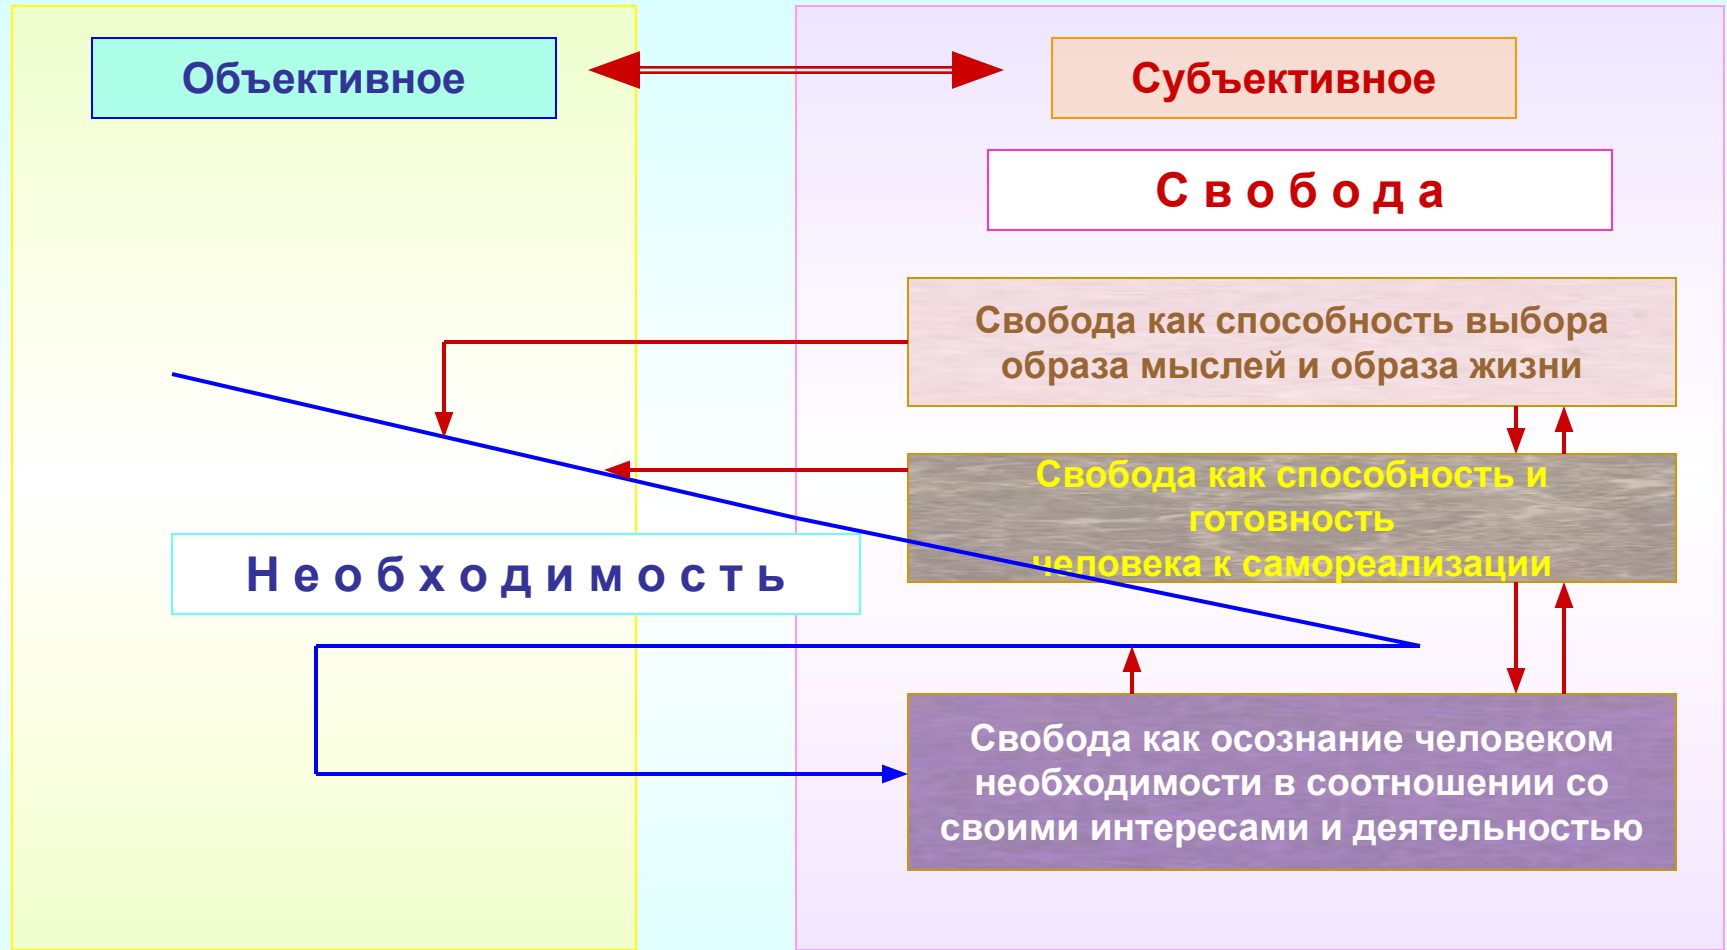 Объективное
Субъективное
С в о б о д а
Свобода как способность выбора
образа мыслей и образа жизни
Свобода как способность и
готовность
человека к самореализации
Н е о б х о д и м о с т ь
Свобода как осознание человеком
необходимости в соотношении со
своими интересами и деятельностью